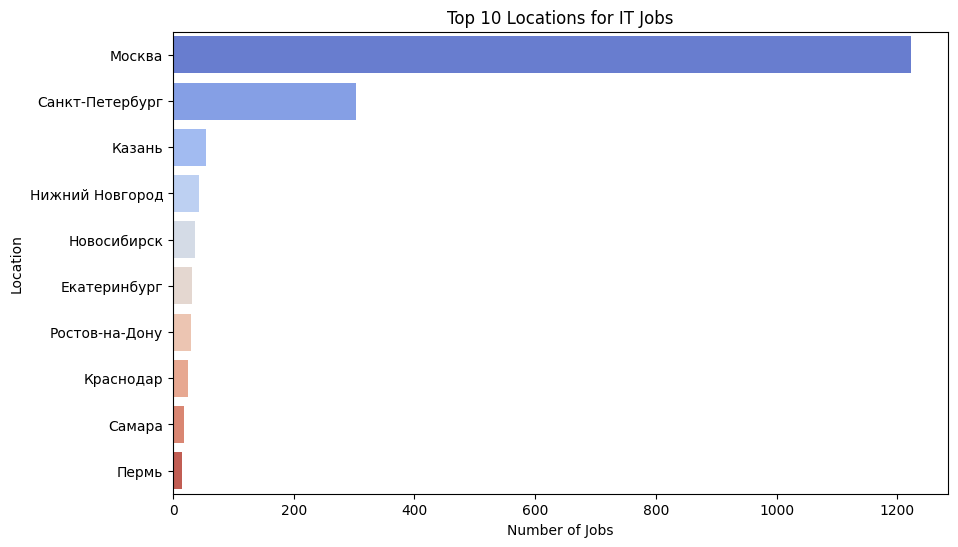 Top 10 Locations for IT Jobs
Москва
Санкт-Петербург
Казань
Нижний Новгород
Новосибирск
Екатеринбург
Ростов-на-Дону
Краснодар
Самара
Пермь
Location
0 200 400 600 800 1000 1200
Number of Jobs